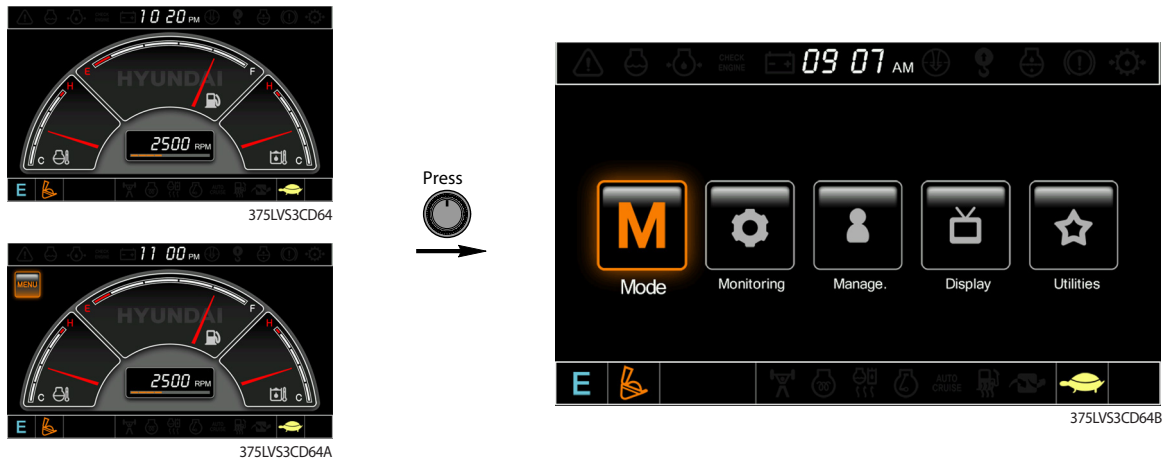 10 20 PM
E
F
HYUNDAI
H
H
2500 RPM
C
C
E
375LVS3CD64
11 00 PM
MENU
E
F
HYUNDAI
H
H
2500 RPM
C
C
E
375LVS3CD64A
Press
CHECK ENGINE
09 07 AM
M
Mode
Monitoring
Manage.
Display
Utilities
E
AUTO
CRUISE
375LVS3CD64B